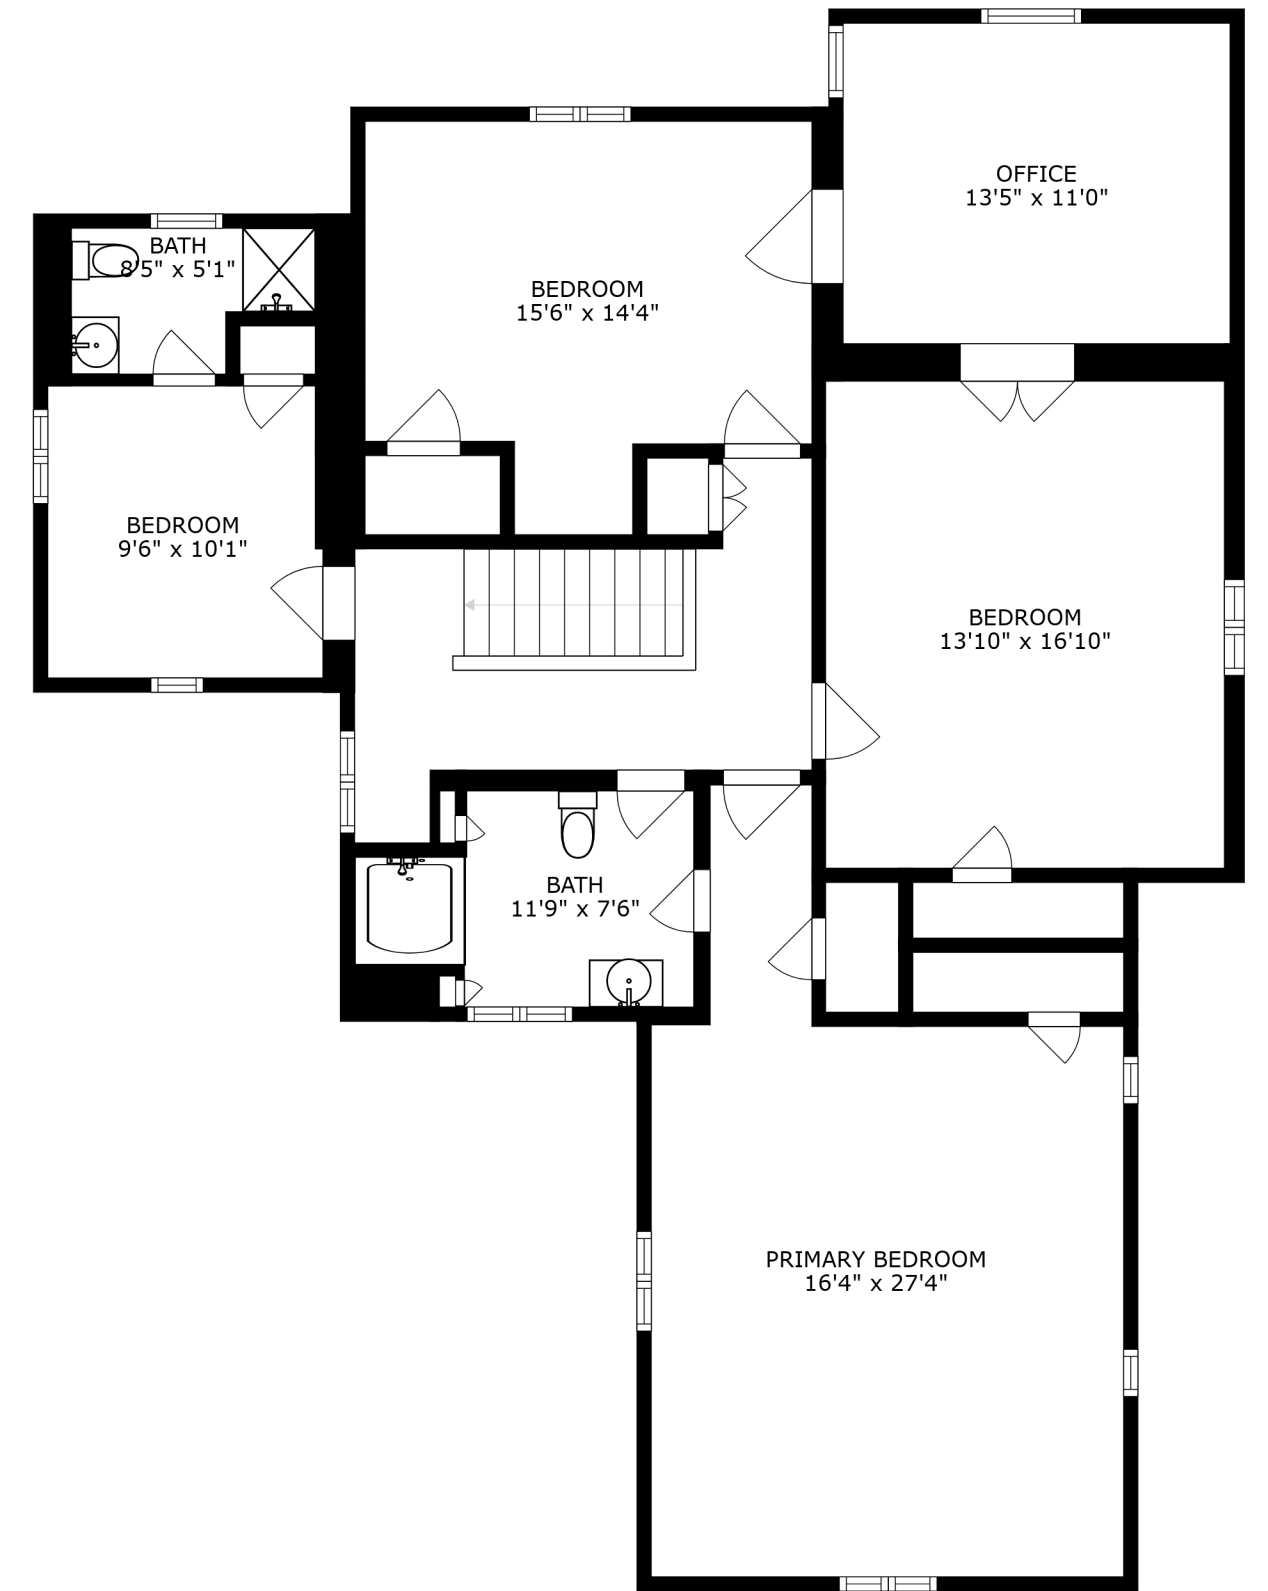 OFFICE
13'5" x 11'0"
BATH
8'5" x 5'1"
BEDROOM
15'6" x 14'4"
BEDROOM
9'6" x 10'1"
BEDROOM
13'10" x 16'10"
BATH
11'9" x 7'6"
PRIMARY BEDROOM
16'4" x 27'4"